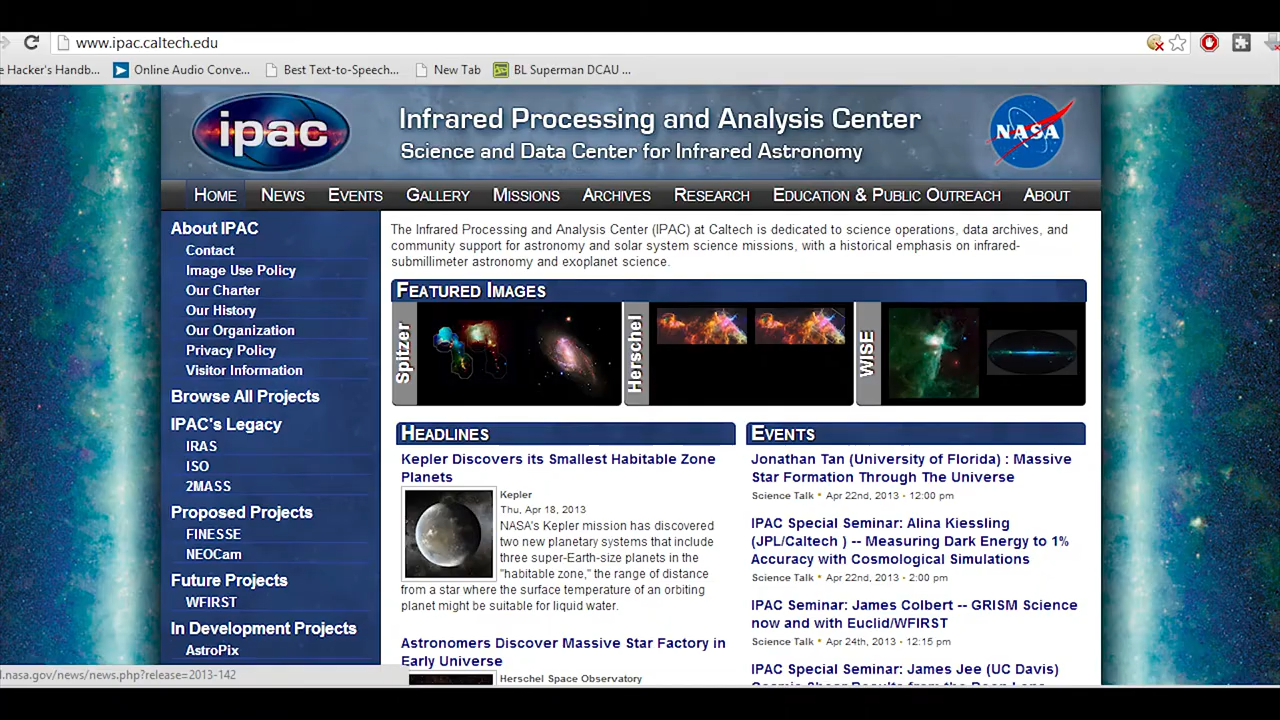 www.ipac.caltech.edu
e Hacker's Handb...
Online Audio Conve...
Best Text-to-Speech...
New Tab
BL Superman DCAU ...
ipac
Infrared Processing and Analysis Center
Science and Data Center for Infrared Astronomy
NASA
HOME
NEWS
EVENTS
GALLERY
MISSIONS
ARCHIVES
RESEARCH
EDUCATION & PUBLIC OUTREACH
ABOUT
About IPAC
Contact
Image Use Policy
Our Charter
Our History
Our Organization
Privacy Policy
Visitor Information
Browse All Projects
IPAC's Legacy
IRAS
ISO
2MASS
Proposed Projects
FINESSE
NEOCam
Future Projects
WFIRST
In Development Projects
AstroPix
The Infrared Processing and Analysis Center (IPAC) at Caltech is dedicated to science operations, data archives, and
community support for astronomy and solar system science missions, with a historical emphasis on infrared-
submillimeter astronomy and exoplanet science.
FEATURED IMAGES
Spitzer
Herschel
WISE
HEADLINES
Kepler Discovers its Smallest Habitable Zone
Planets
Kepler
Thu, Apr 18, 2013
NASA's Kepler mission has discovered
two new planetary systems that include
three super-Earth-size planets in the
"habitable zone," the range of distance
from a star where the surface temperature of an orbiting
planet might be suitable for liquid water.
Astronomers Discover Massive Star Factory in
Early Universe
Herschel Space Observatory
EVENTS
Jonathan Tan (University of Florida) : Massive
Star Formation Through The Universe
Science Talk • Apr 22nd, 2013 - 12:00 pm
IPAC Special Seminar: Alina Kiessling
(JPL/Caltech ) -- Measuring Dark Energy to 1%
Accuracy with Cosmological Simulations
Science Talk • Apr 22nd, 2013 - 2:00 pm
IPAC Seminar: James Colbert -- GRISM Science
now and with Euclid/WFIRST
Science Talk • Apr 24th, 2013 - 12:15 pm
IPAC Special Seminar: James Jee (UC Davis)
Cosmic Shear Results from the Deep Lens
l.nasa.gov/news/news.php?release=2013-142